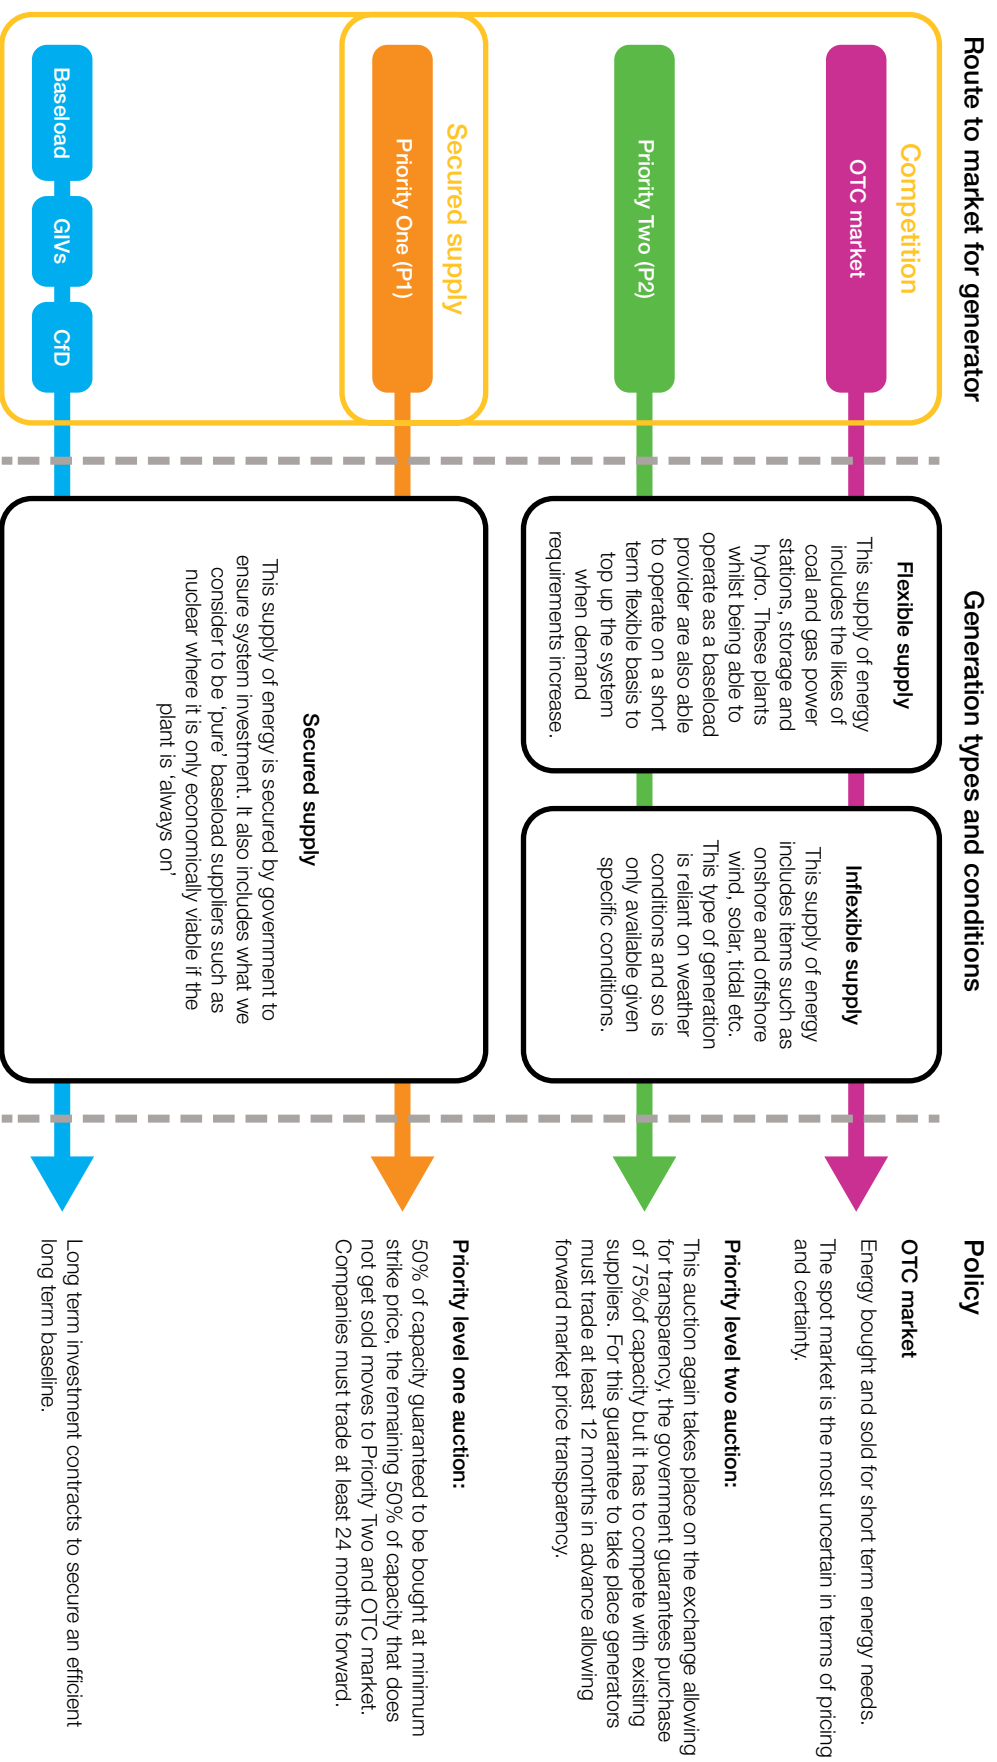 Route to market for generator
Generation types and conditions
Policy
Competition
OTC market
Priority Two (P2)
Secured supply
Priority One (P1)
Baseload
GIVs
CfD
Flexible supply
This supply of energy
includes the likes of
coal and gas power
stations, storage and
hydro. These plants
whilst being able to
operate as a baseload
provider are also able
to operate on a short
term flexible basis to
top up the system
when demand
requirements increase.
Inflexible supply
This supply of energy
includes items such as
onshore and offshore
wind, solar, tidal etc.
This type of generation
is reliant on weather
conditions and so is
only available given
specific conditions.
Secured supply
This supply of energy is secured by government to
ensure system investment. It also includes what we
consider to be ‘pure’ baseload suppliers such as
nuclear where it is only economically viable if the
plant is ‘always on’
OTC market
Energy bought and sold for short term energy needs.
The spot market is the most uncertain in terms of pricing
and certainty.
Priority level two auction:
This auction again takes place on the exchange allowing
for transparency, the government guarantees purchase
of 75%of capacity but it has to compete with existing
suppliers. For this guarantee to take place generators
must trade at least 12 months in advance allowing
forward market price transparency.
Priority level one auction:
50% of capacity guaranteed to be bought at minimum
strike price, the remaining 50% of capacity that does
not get sold moves to Priority Two and OTC market.
Companies must trade at least 24 months forward.
Long term investment contracts to secure an efficient
long term baseline.